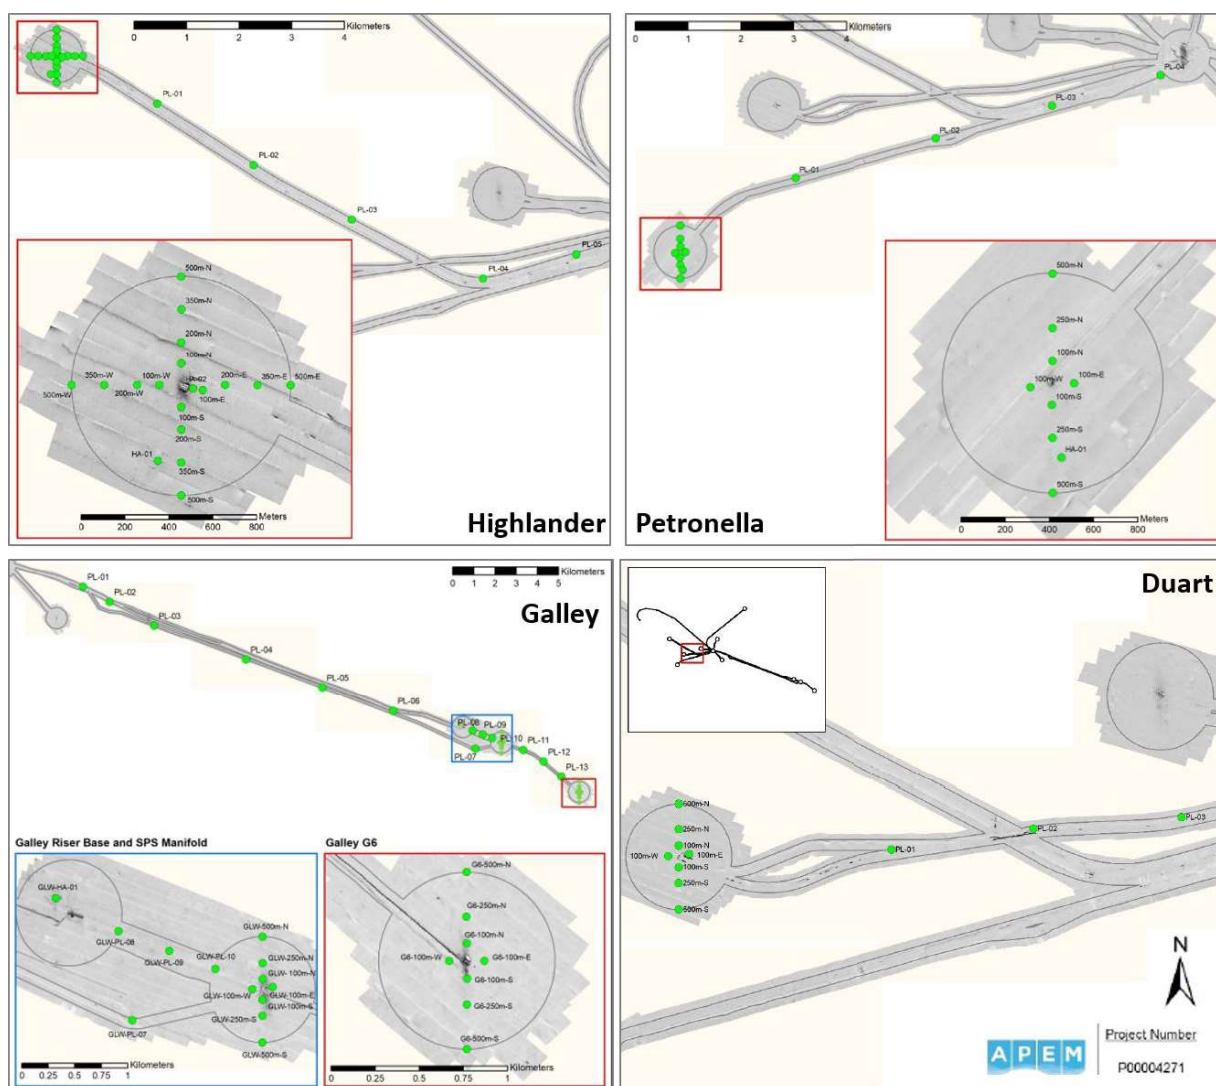 Kilometers
0 1 2 3 4
PL-01
PL-02
PL-03
PL-04
PL-05
500m-N
350m-N
200m-N
100m-N
500m-W
350m-W
200m-W
100m-W
HA-02
100m-E
200m-E
350m-E
500m-E
100m-S
200m-S
HA-01
350m-S
500m-S
Meters
0 200 400 600 800
Highlander
Kilometers
0 1 2 3 4
PL-04
PL-03
PL-02
PL-01
500m-N
250m-N
100m-N
100m-W
100m-E
100m-S
250m-S
HA-01
500m-S
Meters
0 200 400 600 800
Petronella
Kilometers
0 1 2 3 4 5
Galley
PL-01
PL-02
PL-03
PL-04
PL-05
PL-06
PL-08
PL-09
PL-10
PL-07
PL-11
PL-12
PL-13
Galley Riser Base and SPS Manifold
GLW-HA-01
GLW-PL-08
GLW-PL-09
GLW-PL-10
GLW-500m-N
GLW-250m-N
GLW-100m-N
GLW-100m-W
GLW-100m-E
GLW-100m-S
GLW-250m-S
GLW-PL-07
GLW-500m-S
Kilometers
0 0.25 0.5 0.75 1
Galley G6
G6-500m-N
G6-250m-N
G6-100m-N
G6-100m-W
G6-100m-E
G6-100m-S
G6-250m-S
G6-500m-S
Kilometers
0 0.25 0.5 0.75 1
Duart
500m-N
250m-N
100m-N
100m-W
100m-E
100m-S
250m-S
500m-S
PL-01
PL-02
PL-03
N
APEM
Project Number
P00004271